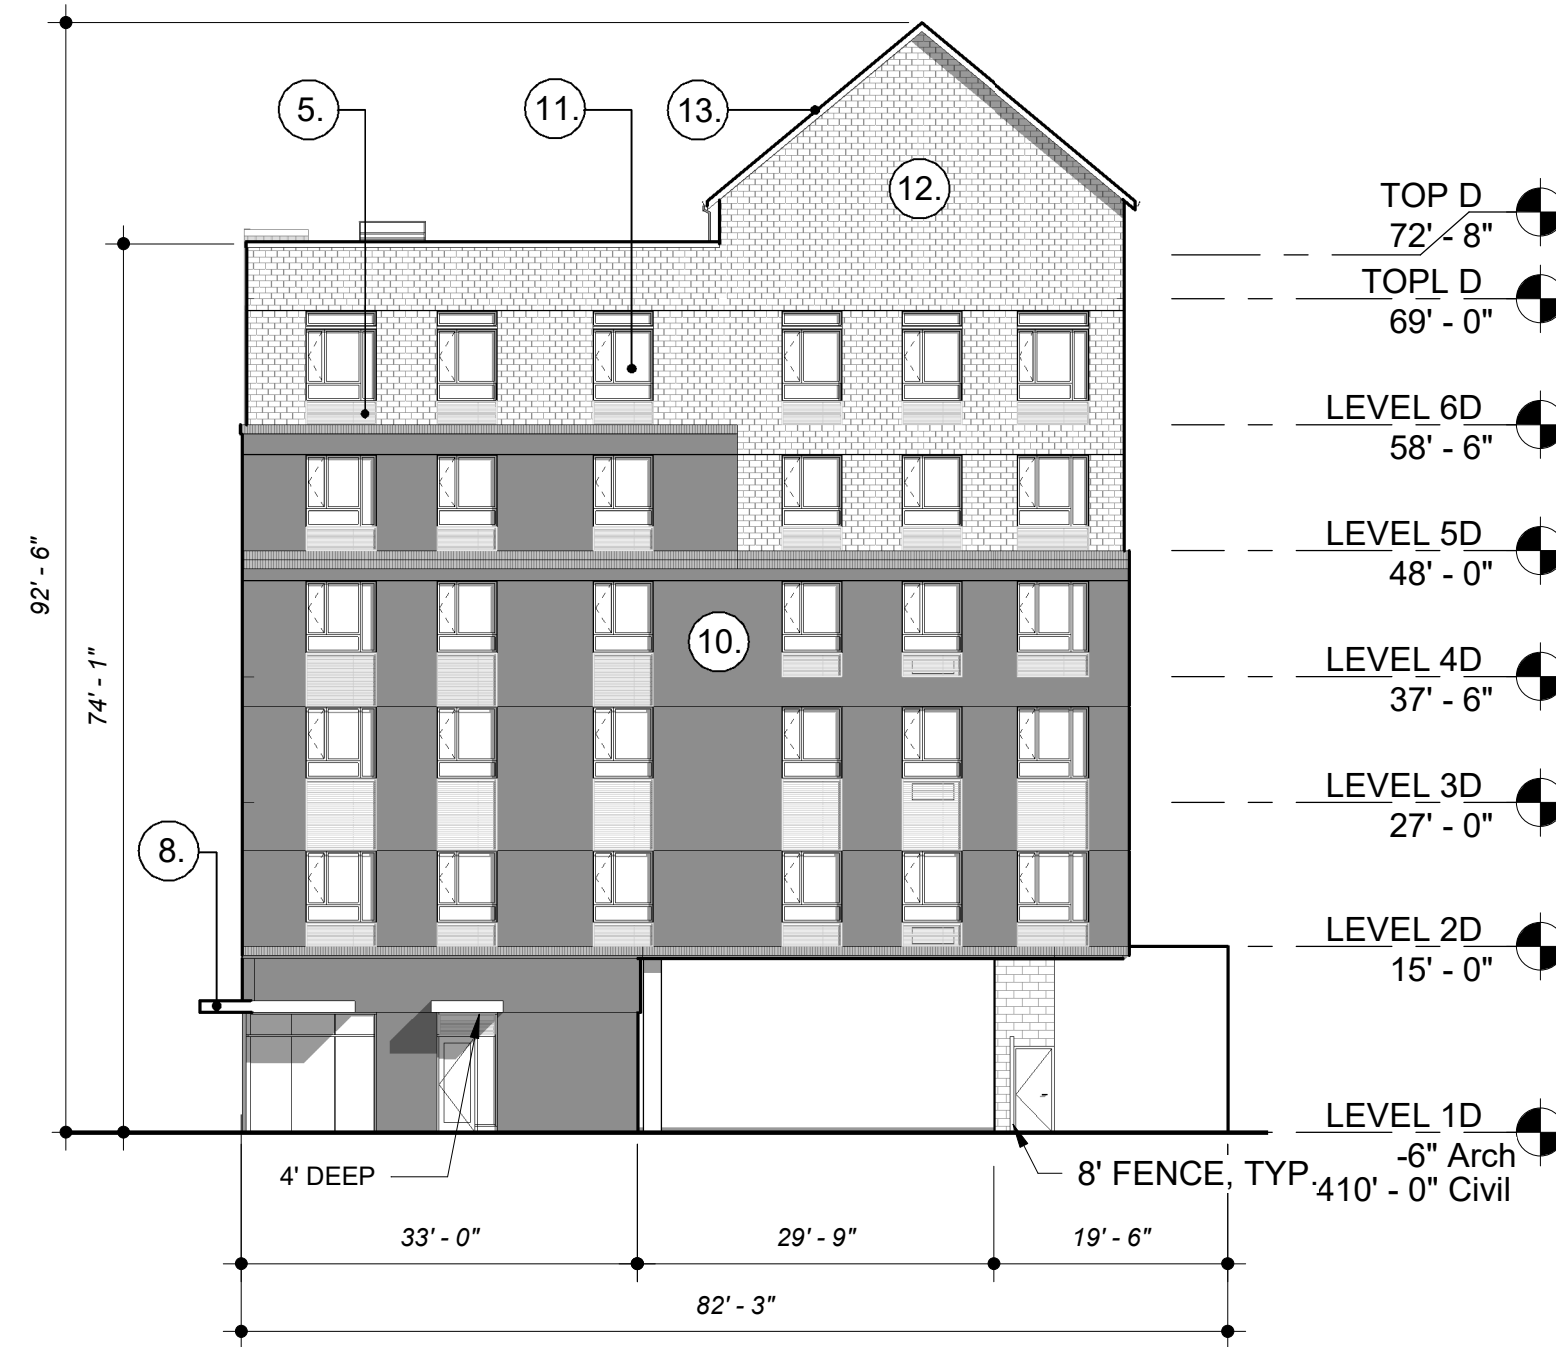 5.
11.
13.
12.
TOP D
72' - 8"
TOPL D
69' - 0"
LEVEL 6D
58' - 6"
LEVEL 5D
48' - 0"
92' - 6"
74' - 1"
10.
LEVEL 4D
37' - 6"
LEVEL 3D
27' - 0"
8.
LEVEL 2D
15' - 0"
LEVEL 1D
-6" Arch
410' - 0" Civil
4' DEEP
8' FENCE, TYP.
33' - 0"
29' - 9"
19' - 6"
82' - 3"